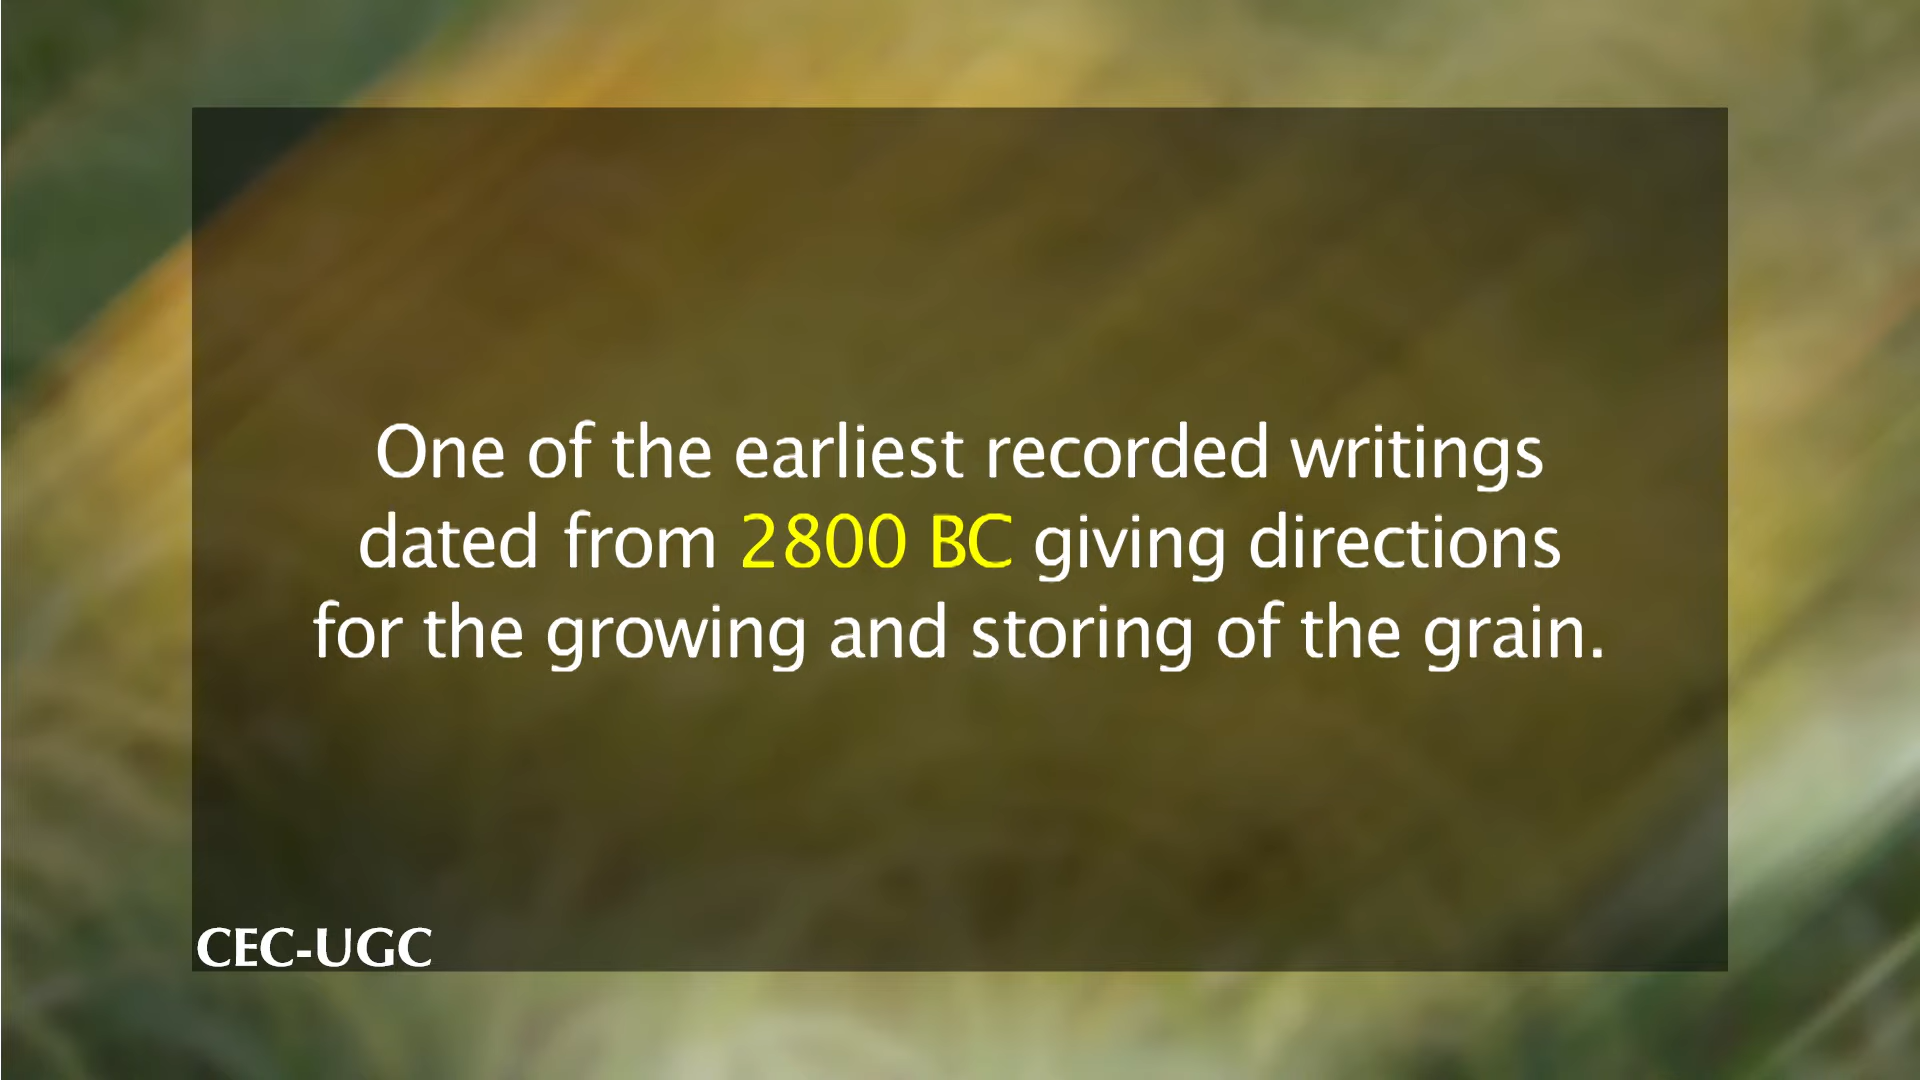 One of the earliest recorded writings
dated from 2800 BC giving directions
for the growing and storing of the grain.
CEC-UGC